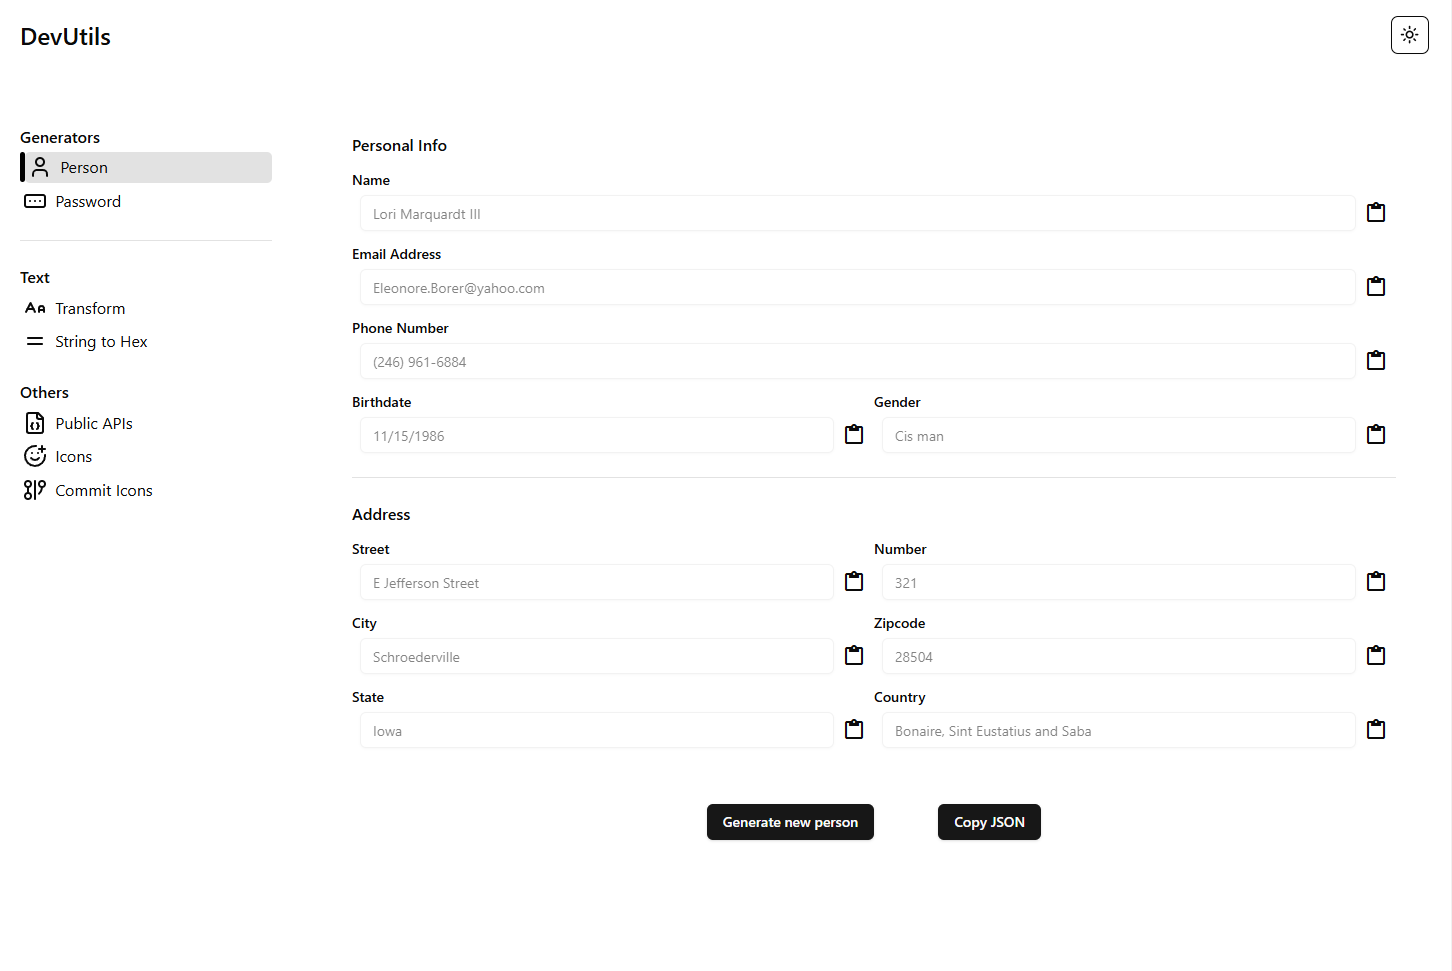 DevUtils
Generators
Person
Password
Text
Transform
String to Hex
Others
Public APIs
Icons
Commit Icons
Personal Info
Name
Lori Marquardt III
Email Address
Eleonore.Borer@yahoo.com
Phone Number
(246) 961-6884
Birthdate Gender
11/15/1986 Cis man
Address
Street Number
E Jefferson Street 321
City Zipcode
Schroederville 28504
State Country
Iowa Bonaire, Sint Eustatius and Saba
Generate new person Copy JSON